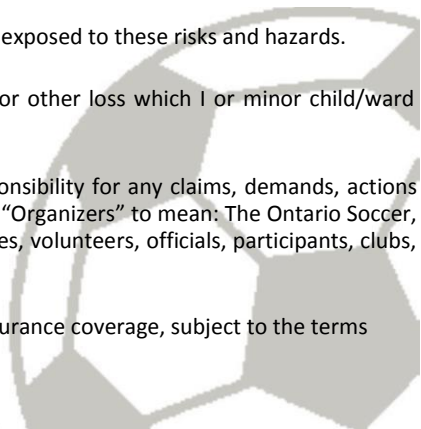 exposed to these risks and hazards.
or other loss which I or minor child/ward
onsibility for any claims, demands, actions
"Organizers" to mean: The Ontario Soccer,
es, volunteers, officials, participants, clubs,
surance coverage, subject to the terms